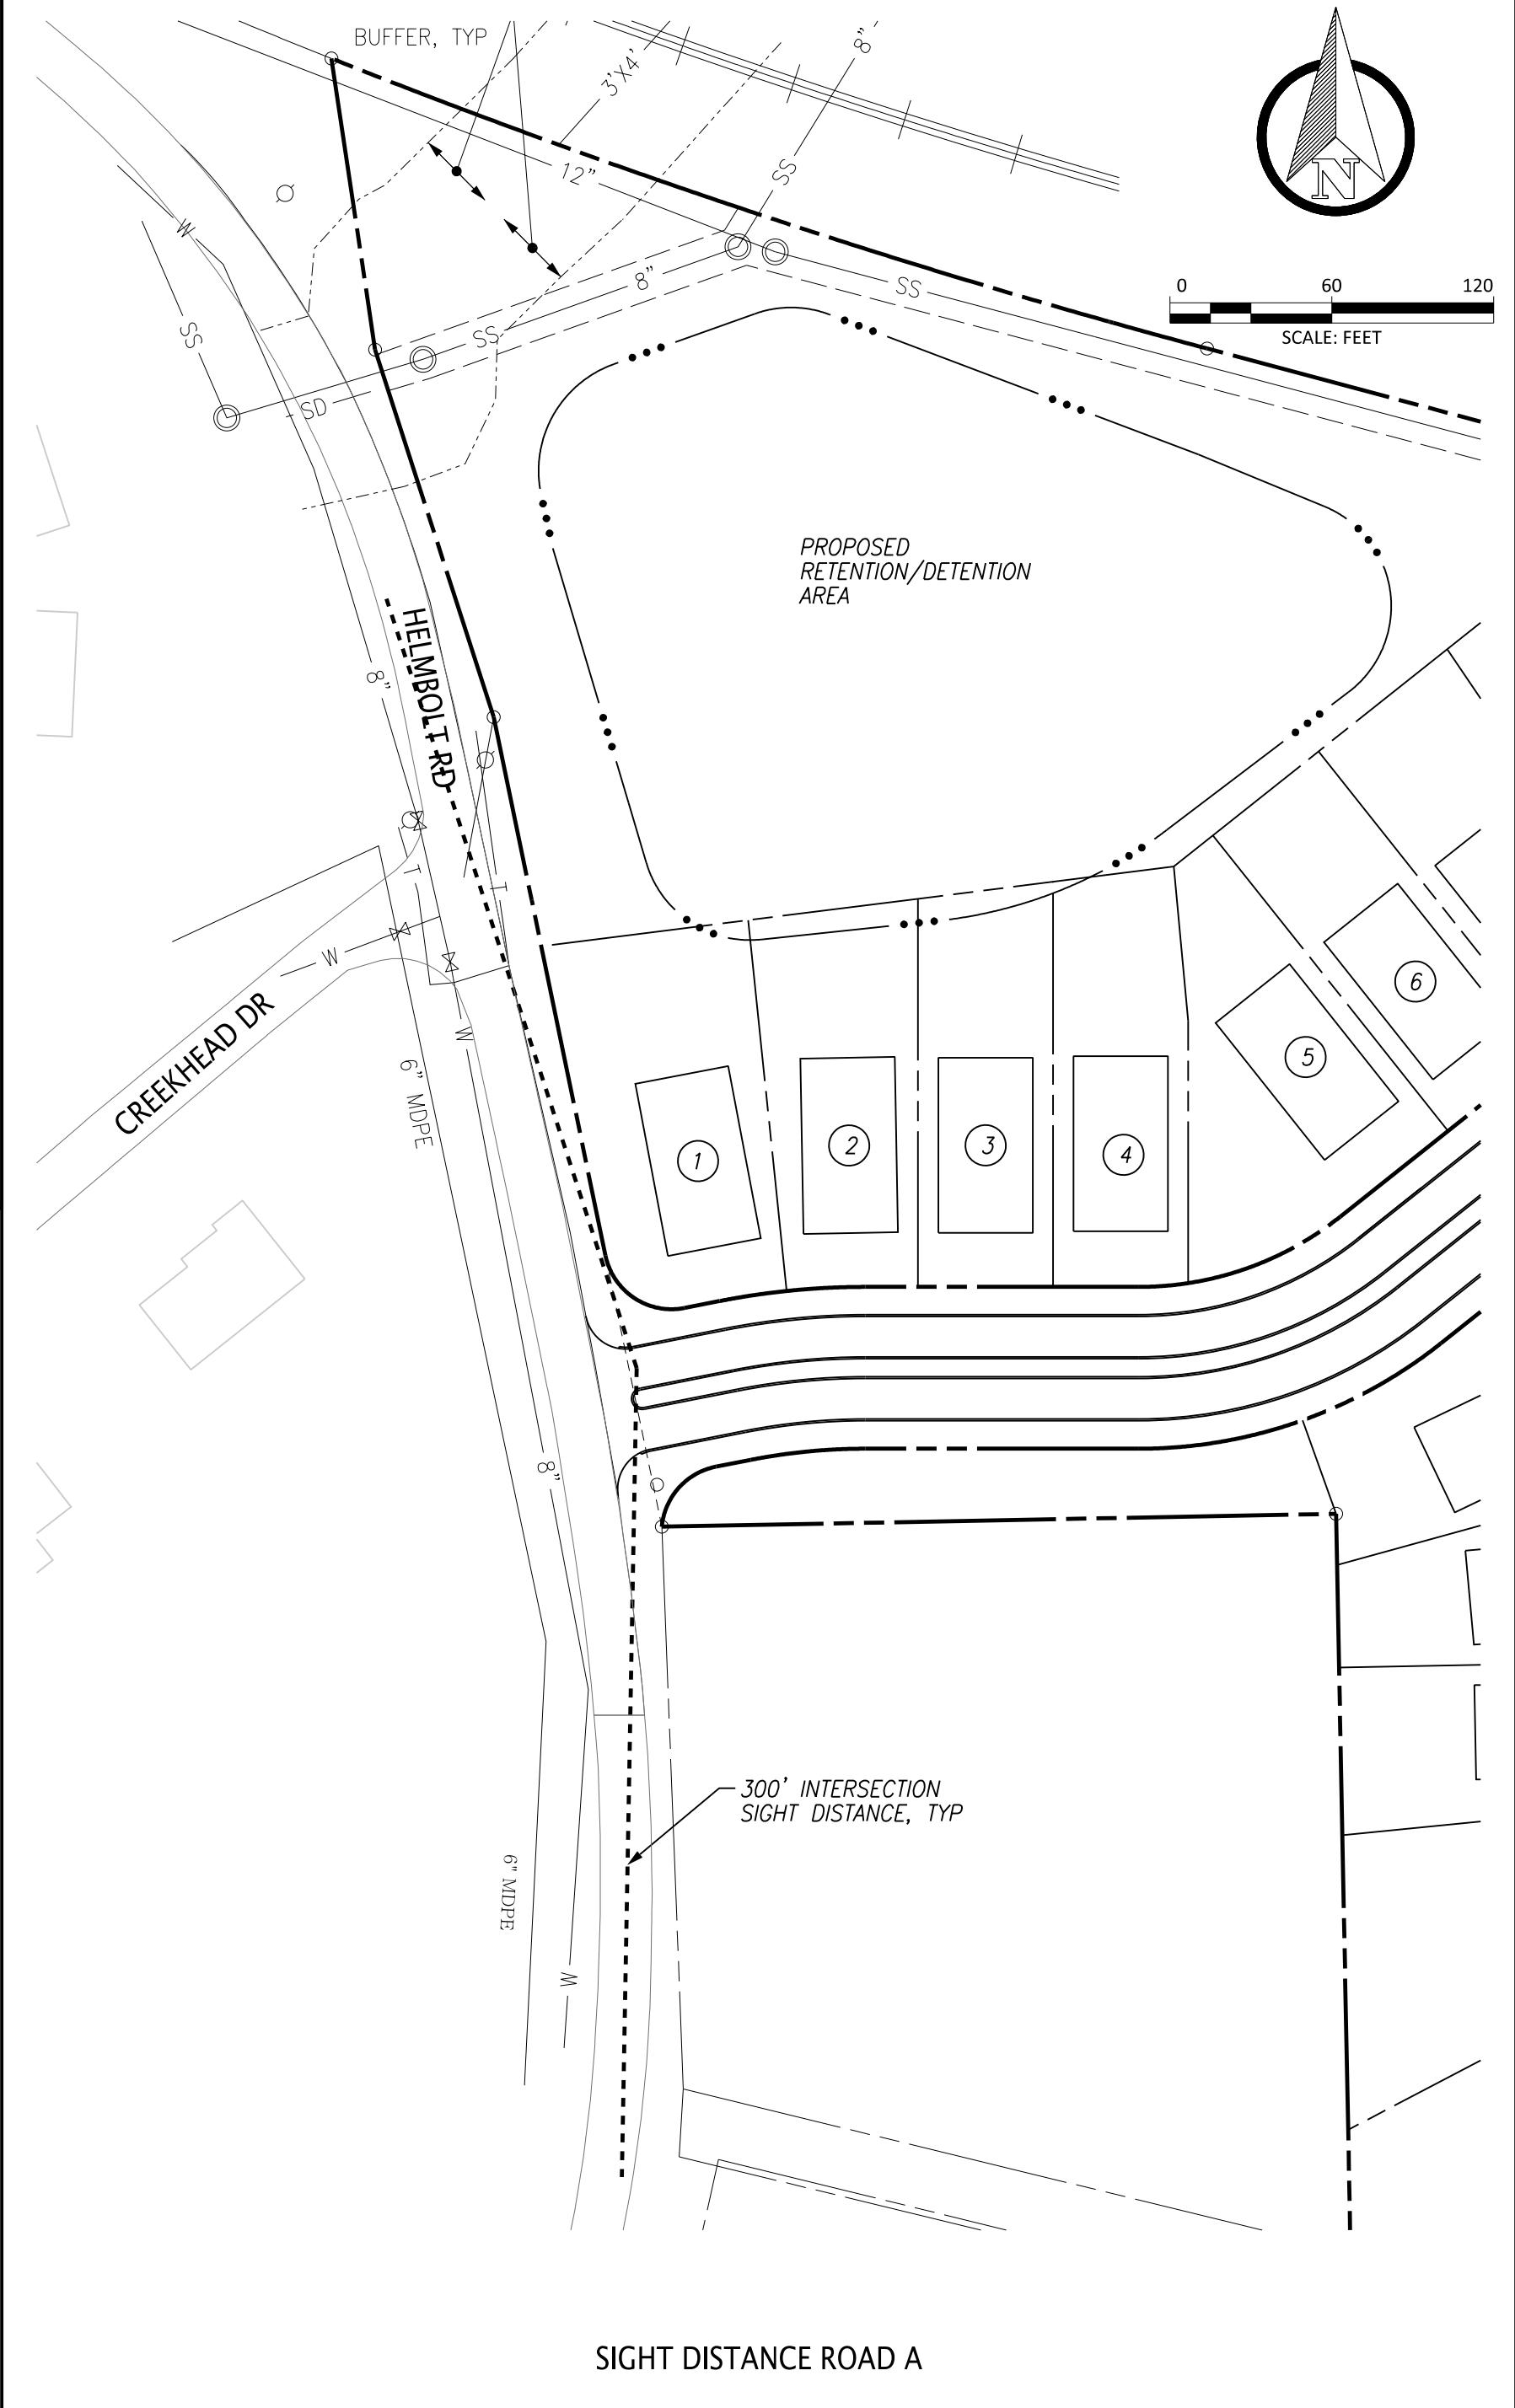 BUFFER, TYP
3'X4'
8"
SS
12"
N
0 60 120
SCALE: FEET
W
SS
8"
SS
SS
SD
PROPOSED
RETENTION/DETENTION
AREA
HELMBOLT RD
8"
T
T
W
W
CREEKHEAD DR
6" MDPE
1
2
3
4
5
6
8"
300' INTERSECTION
SIGHT DISTANCE, TYP
6" MDPE
W
SIGHT DISTANCE ROAD A